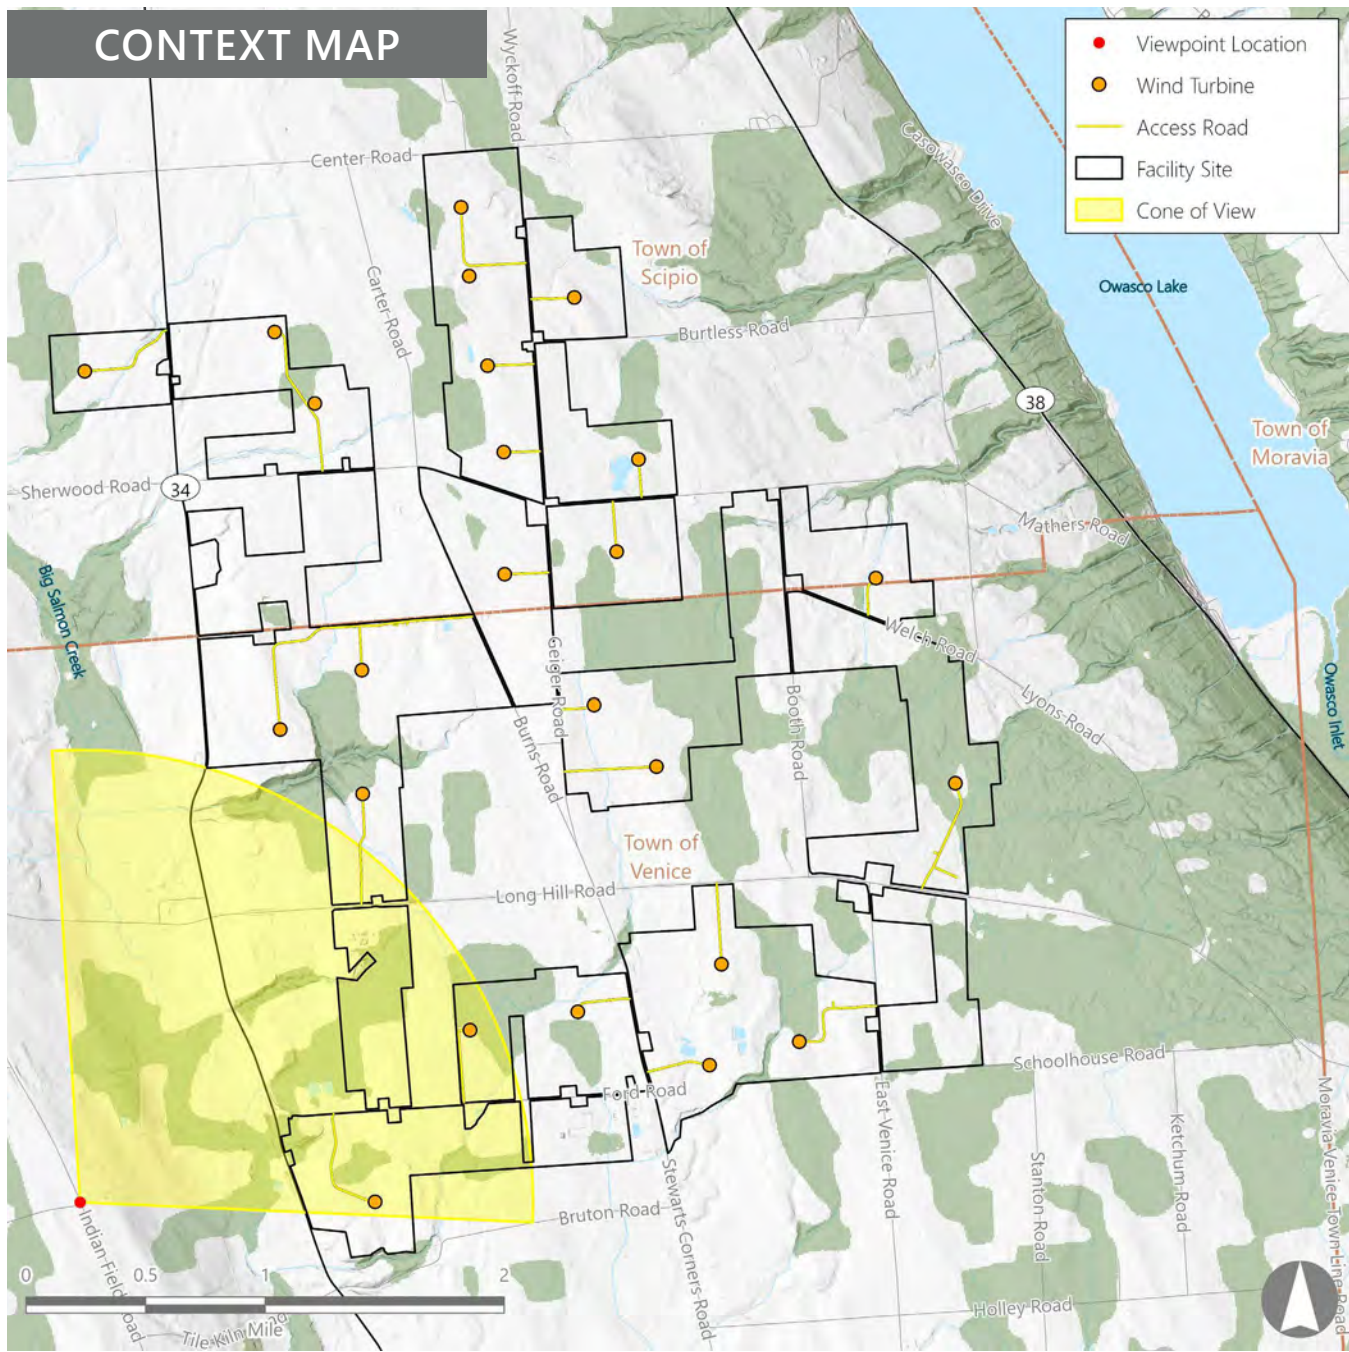 CONTEXT MAP
Viewpoint Location
Wind Turbine
Access Road
Facility Site
Cone of View
Wyckoff Road
Center Road
Casowasco Drive
Town of
Scipio
Owasco Lake
Carter Road
Burtless Road
38
Town of
Moravia
Sherwood Road
34
Mathers Road
Big Salmon Creek
Welch Road
Geiger Road
Lyons Road
Owasco Inlet
Booth Road
Burns Road
Town of
Venice
Long Hill Road
Schoolhouse Road
Ford Road
East Venice Road
Ketchum Road
Moravia-Venice Town Line Road
Stanton Road
Stewarts Corners Road
Bruton Road
Indian Field Road
0 0.5 1 2
Holley Road
Tile Kiln